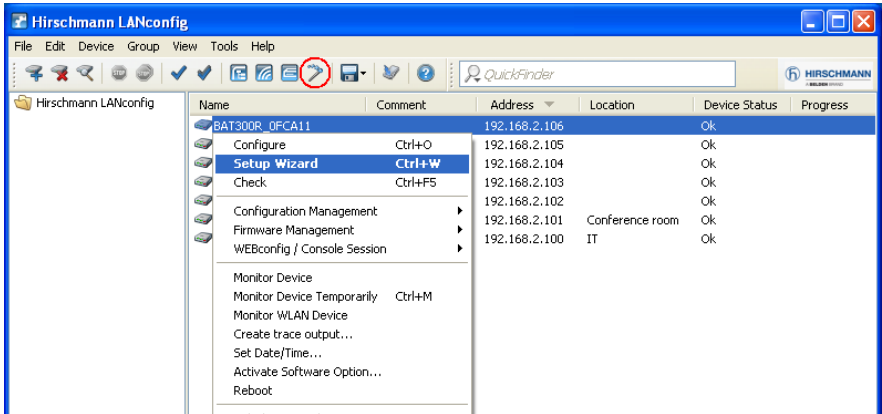 Hirschmann LANconfig
File Edit Device Group View Tools Help
QuickFinder
HIRSCHMANN
A BELDEN BRAND
Hirschmann LANconfig
Name Comment Address Location Device Status Progress
BAT300R_0FCA11 192.168.2.106 Ok
Configure Ctrl+O 192.168.2.105 Ok
Setup Wizard Ctrl+W 192.168.2.104 Ok
Check Ctrl+F5 192.168.2.103 Ok
192.168.2.102 Ok
Configuration Management 192.168.2.101 Conference room Ok
Firmware Management 192.168.2.100 IT Ok
WEBconfig / Console Session
Monitor Device
Monitor Device Temporarily Ctrl+M
Monitor WLAN Device
Create trace output...
Set Date/Time...
Activate Software Option...
Reboot